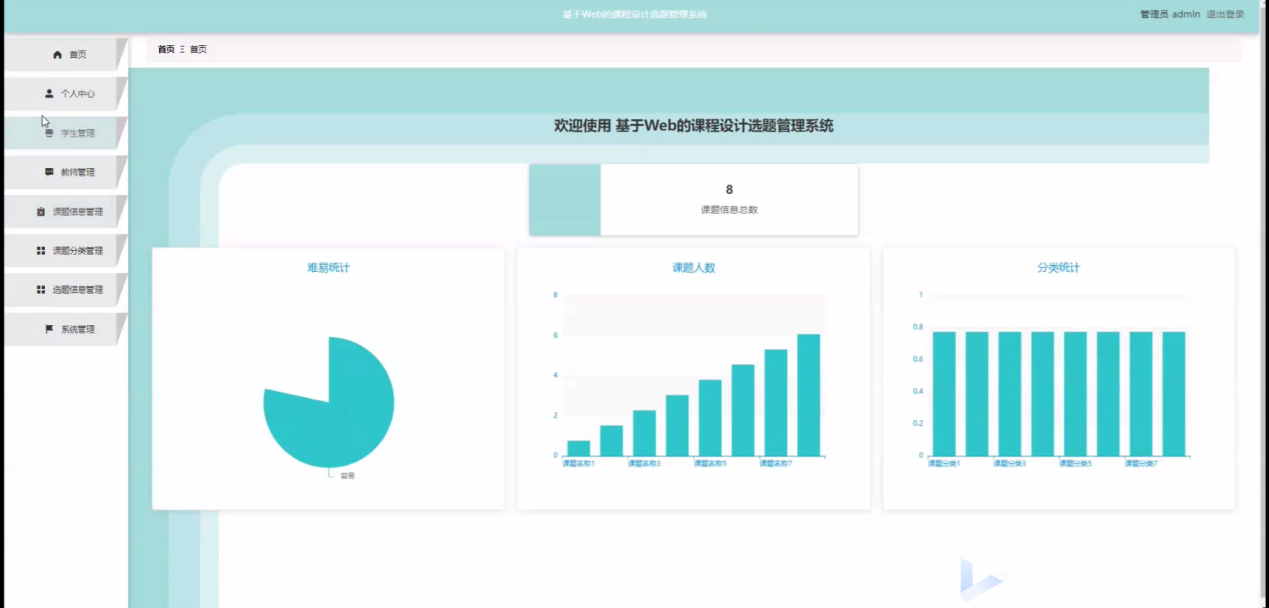 基于Web的课程设计选题管理系统
管理员 admin 退出登录
首页
个人中心
学生管理
教师管理
课题信息管理
课题分类管理
选题信息管理
系统管理
首页 Ξ 首页
欢迎使用 基于Web的课程设计选题管理系统
8
课题信息总数
难易统计
容易
课题人数
8
6
4
2
0
课题名称1 课题名称3 课题名称5 课题名称7
分类统计
1
0.8
0.6
0.4
0.2
0
课题分类1 课题分类3 课题分类5 课题分类7